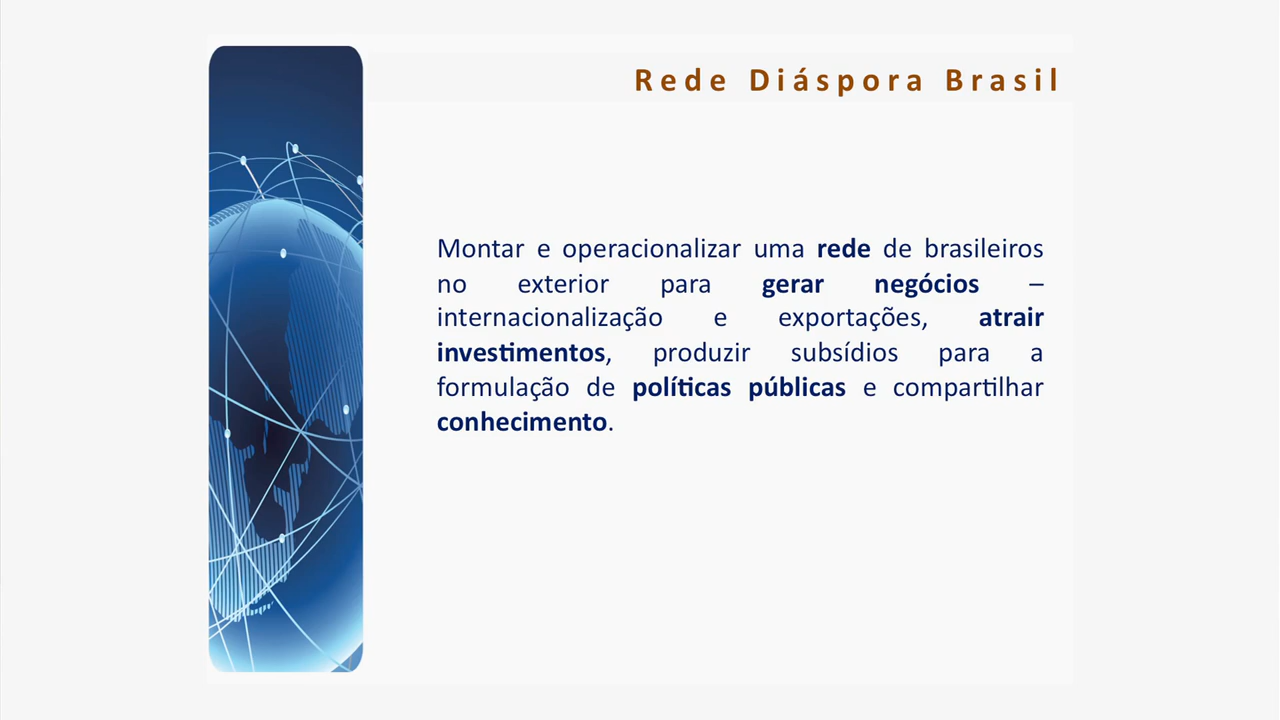 Rede Diáspora Brasil
Montar e operacionalizar uma rede de brasileiros
no exterior para gerar negócios –
internacionalização e exportações, atrair
investimentos, produzir subsídios para a
formulação de políticas públicas e compartilhar
conhecimento.